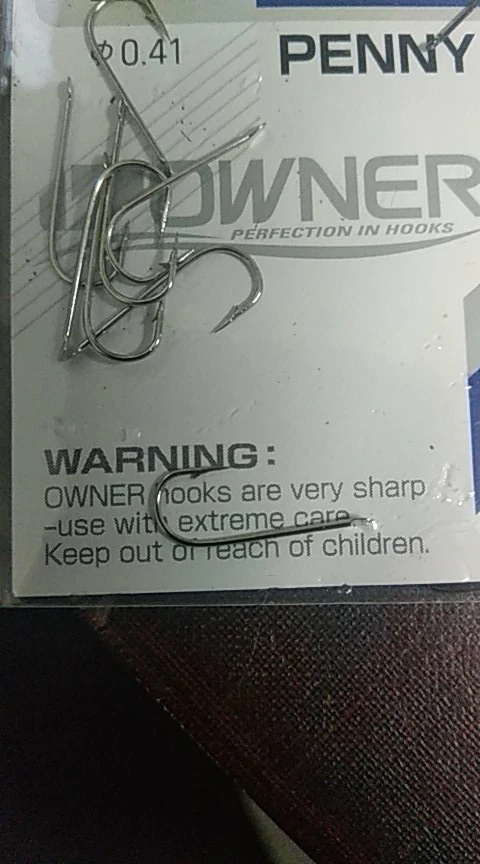 φ0.41
PENNY
OWNER
PERFECTION IN HOOKS
WARNING:
OWNER hooks are very sharp
-use with extreme care.
Keep out of reach of children.